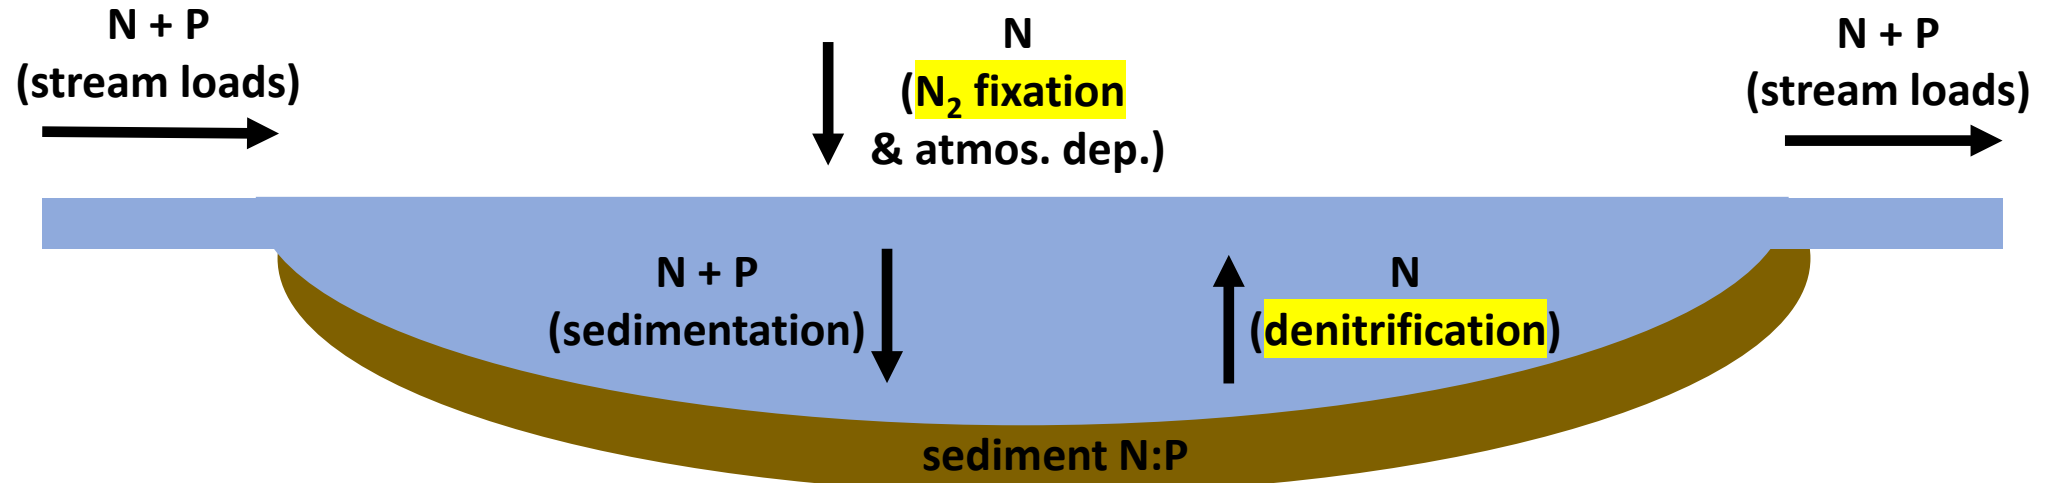 N + P
(stream loads)
N
(N₂ fixation
& atmos. dep.)
N + P
(stream loads)
N + P
(sedimentation)
N
(denitrification)
sediment N:P